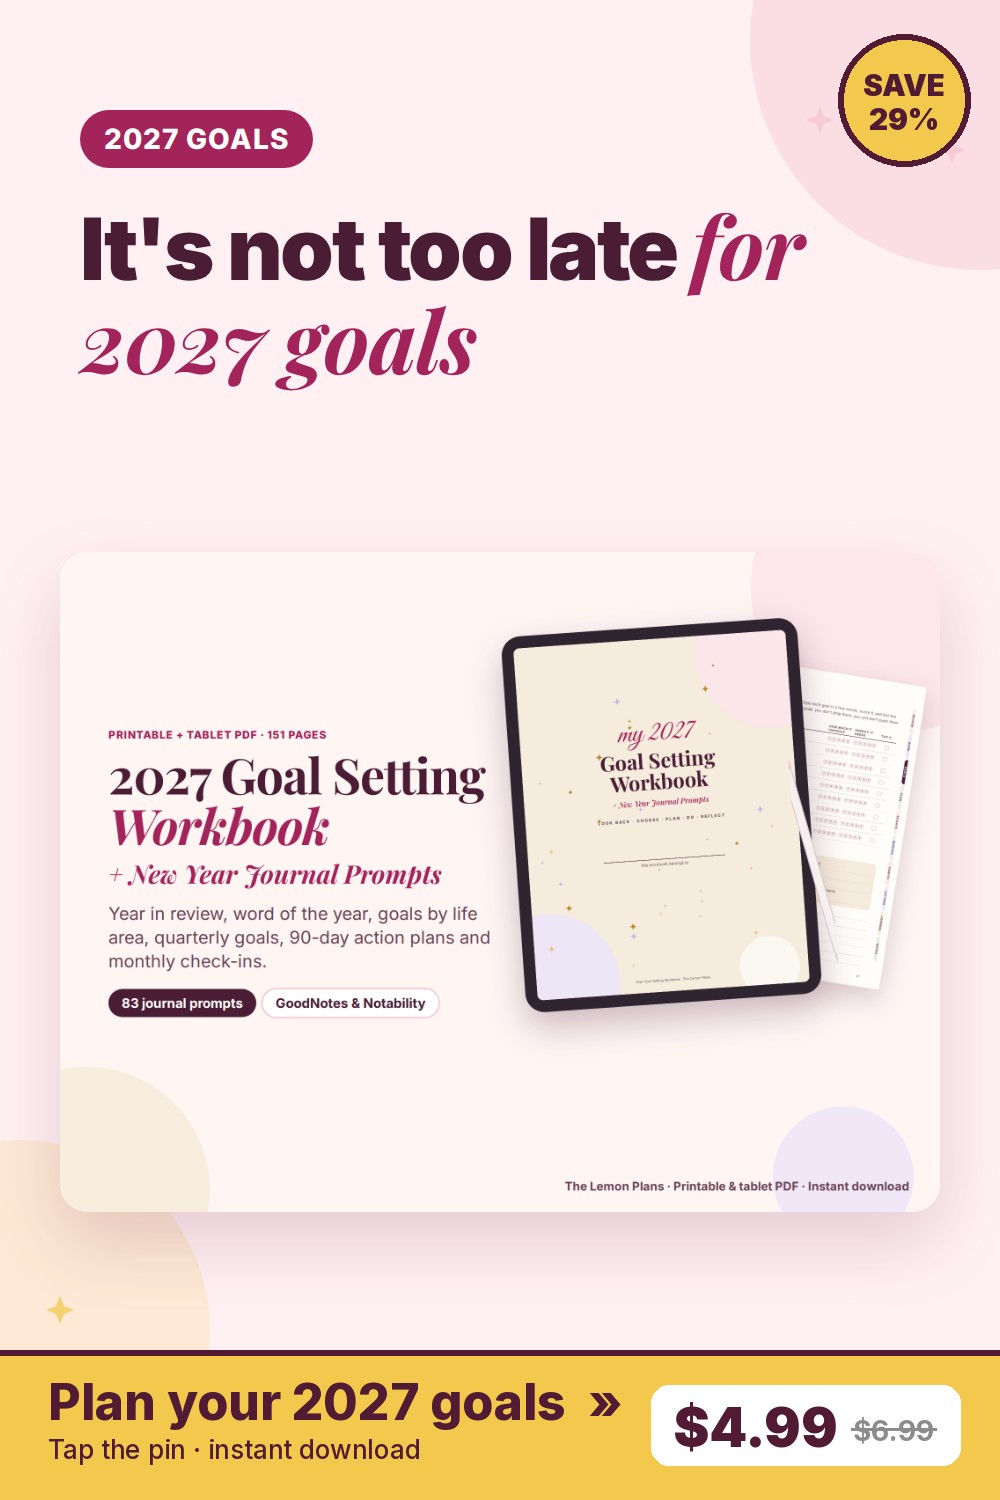 SAVE
29%
2027 GOALS
It's not too late for
2027 goals
PRINTABLE + TABLET PDF · 151 PAGES
2027 Goal Setting
Workbook
+ New Year Journal Prompts
Year in review, word of the year, goals by life
area, quarterly goals, 90-day action plans and
monthly check-ins.
83 journal prompts
GoodNotes & Notability
my 2027
Goal Setting
Workbook
+ New Year Journal Prompts
LOOK BACK · CHOOSE · PLAN · DO · REFLECT
This workbook belongs to
The Lemon Plans · Printable & tablet PDF · Instant download
Plan your 2027 goals »
Tap the pin · instant download
$4.99 $6.99